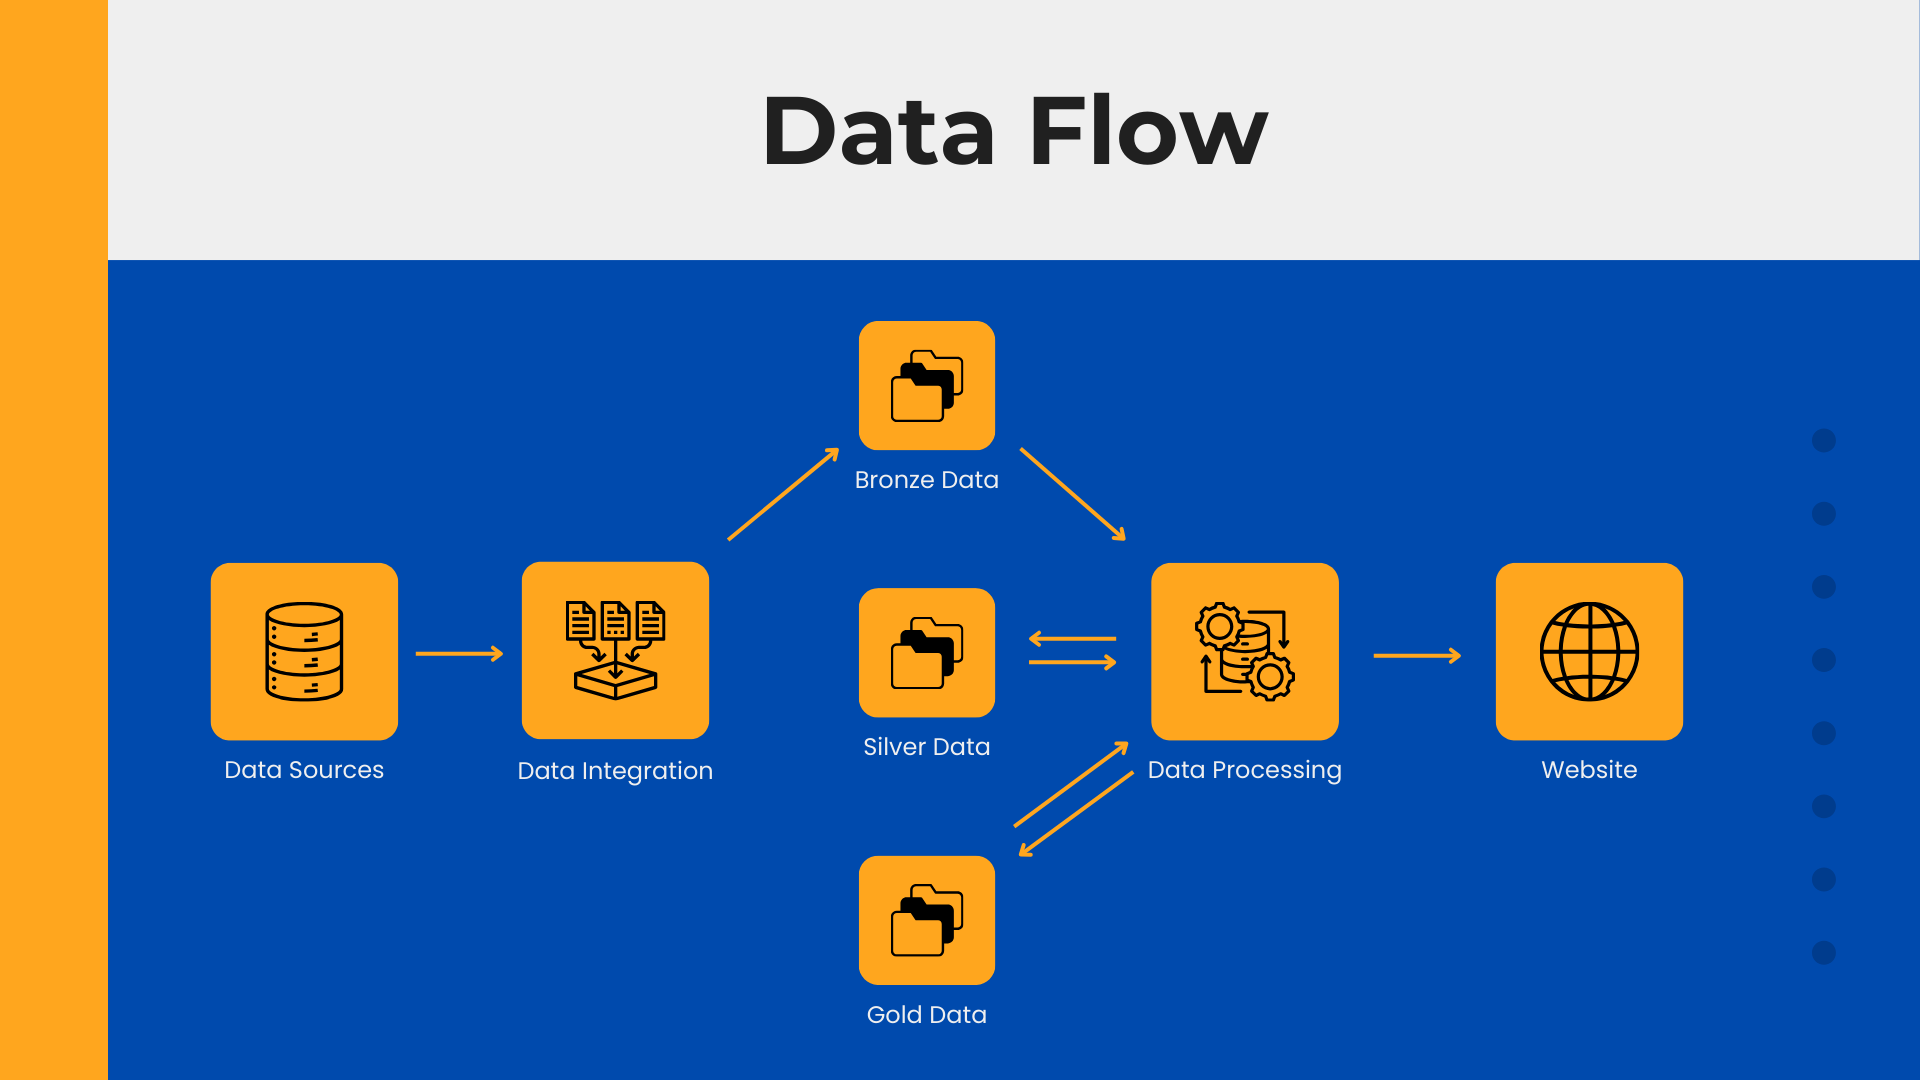 Data Flow
Bronze Data
Silver Data
Data Sources
Data Integration
Data Processing
Website
Gold Data